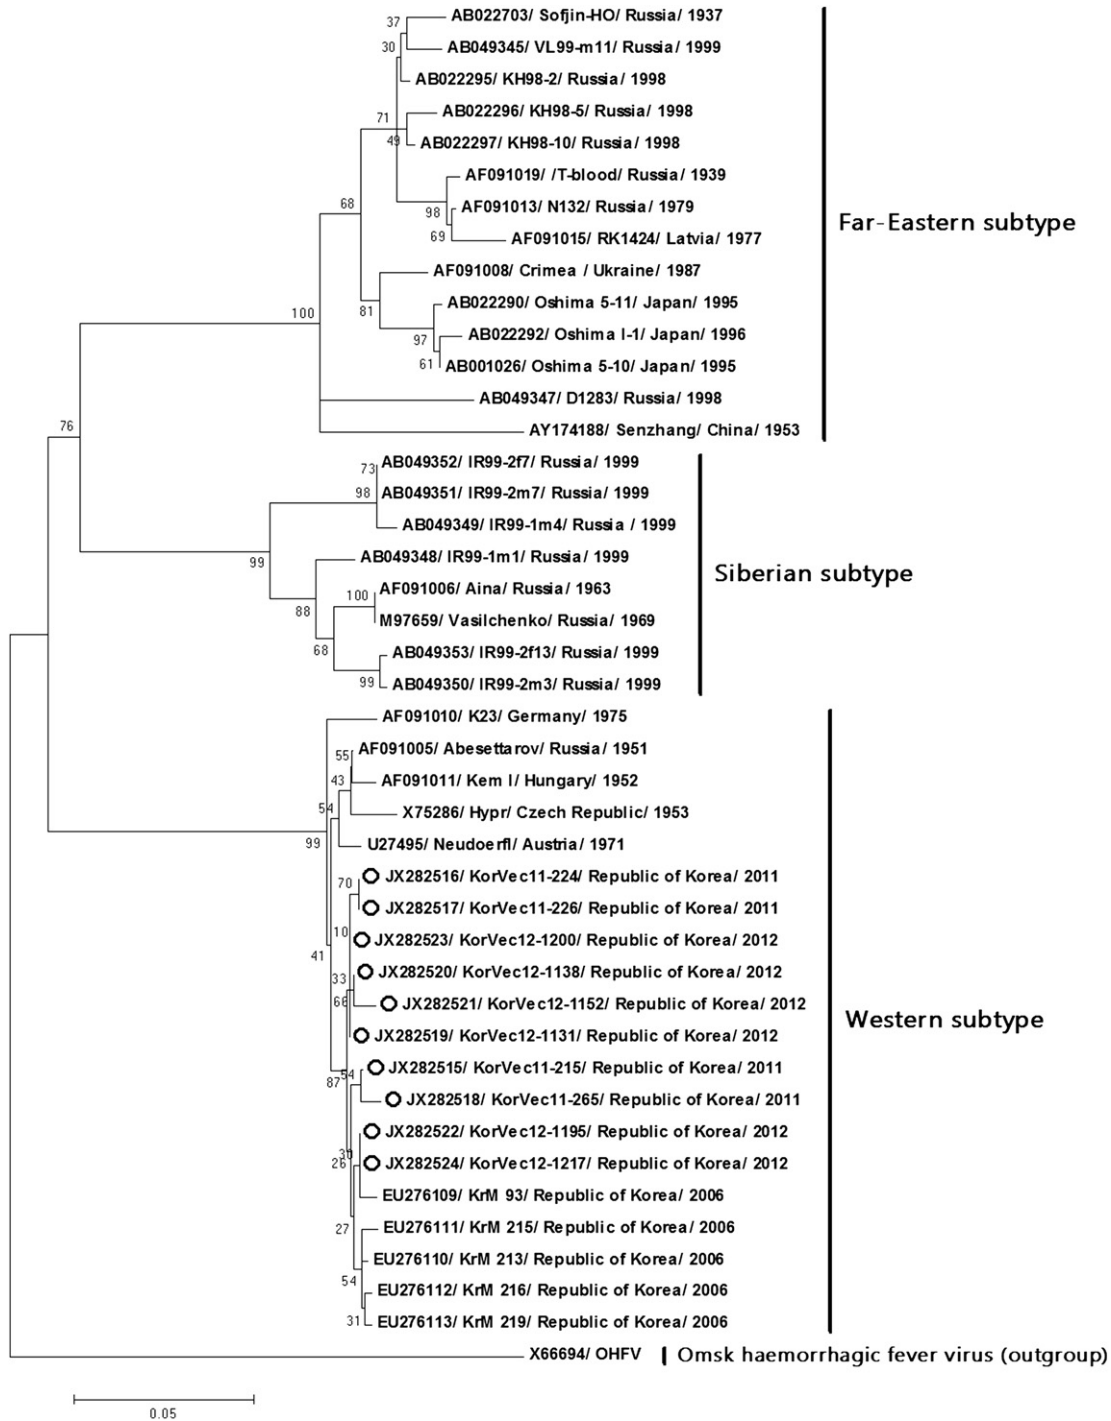 37
AB022703/ Sofjin-HO/ Russia/ 1937
30
AB049345/ VL99-m11/ Russia/ 1999
AB022295/ KH98-2/ Russia/ 1998
AB022296/ KH98-5/ Russia/ 1998
71
49
AB022297/ KH98-10/ Russia/ 1998
AF091019/ /T-blood/ Russia/ 1939
68
98
AF091013/ N132/ Russia/ 1979
69
AF091015/ RK1424/ Latvia/ 1977
Far-Eastern subtype
AF091008/ Crimea / Ukraine/ 1987
81
AB022290/ Oshima 5-11/ Japan/ 1995
100
97
AB022292/ Oshima I-1/ Japan/ 1996
61
AB001026/ Oshima 5-10/ Japan/ 1995
AB049347/ D1283/ Russia/ 1998
76
AY174188/ Senzhang/ China/ 1953
73
AB049352/ IR99-2f7/ Russia/ 1999
98
AB049351/ IR99-2m7/ Russia/ 1999
AB049349/ IR99-1m4/ Russia / 1999
99
AB049348/ IR99-1m1/ Russia/ 1999
Siberian subtype
100
AF091006/ Aina/ Russia/ 1963
88
M97659/ Vasilchenko/ Russia/ 1969
68
AB049353/ IR99-2f13/ Russia/ 1999
99
AB049350/ IR99-2m3/ Russia/ 1999
AF091010/ K23/ Germany/ 1975
55
AF091005/ Abesettarov/ Russia/ 1951
43
AF091011/ Kem I/ Hungary/ 1952
54
X75286/ Hypr/ Czech Republic/ 1953
99
U27495/ Neudoerfl/ Austria/ 1971
70
JX282516/ KorVec11-224/ Republic of Korea/ 2011
JX282517/ KorVec11-226/ Republic of Korea/ 2011
10
JX282523/ KorVec12-1200/ Republic of Korea/ 2012
41
33
JX282520/ KorVec12-1138/ Republic of Korea/ 2012
66
JX282521/ KorVec12-1152/ Republic of Korea/ 2012
Western subtype
JX282519/ KorVec12-1131/ Republic of Korea/ 2012
87
54
JX282515/ KorVec11-215/ Republic of Korea/ 2011
JX282518/ KorVec11-265/ Republic of Korea/ 2011
JX282522/ KorVec12-1195/ Republic of Korea/ 2012
30
26
JX282524/ KorVec12-1217/ Republic of Korea/ 2012
EU276109/ KrM 93/ Republic of Korea/ 2006
27
EU276111/ KrM 215/ Republic of Korea/ 2006
EU276110/ KrM 213/ Republic of Korea/ 2006
54
EU276112/ KrM 216/ Republic of Korea/ 2006
31
EU276113/ KrM 219/ Republic of Korea/ 2006
X66694/ OHFV
Omsk haemorrhagic fever virus (outgroup)
0.05